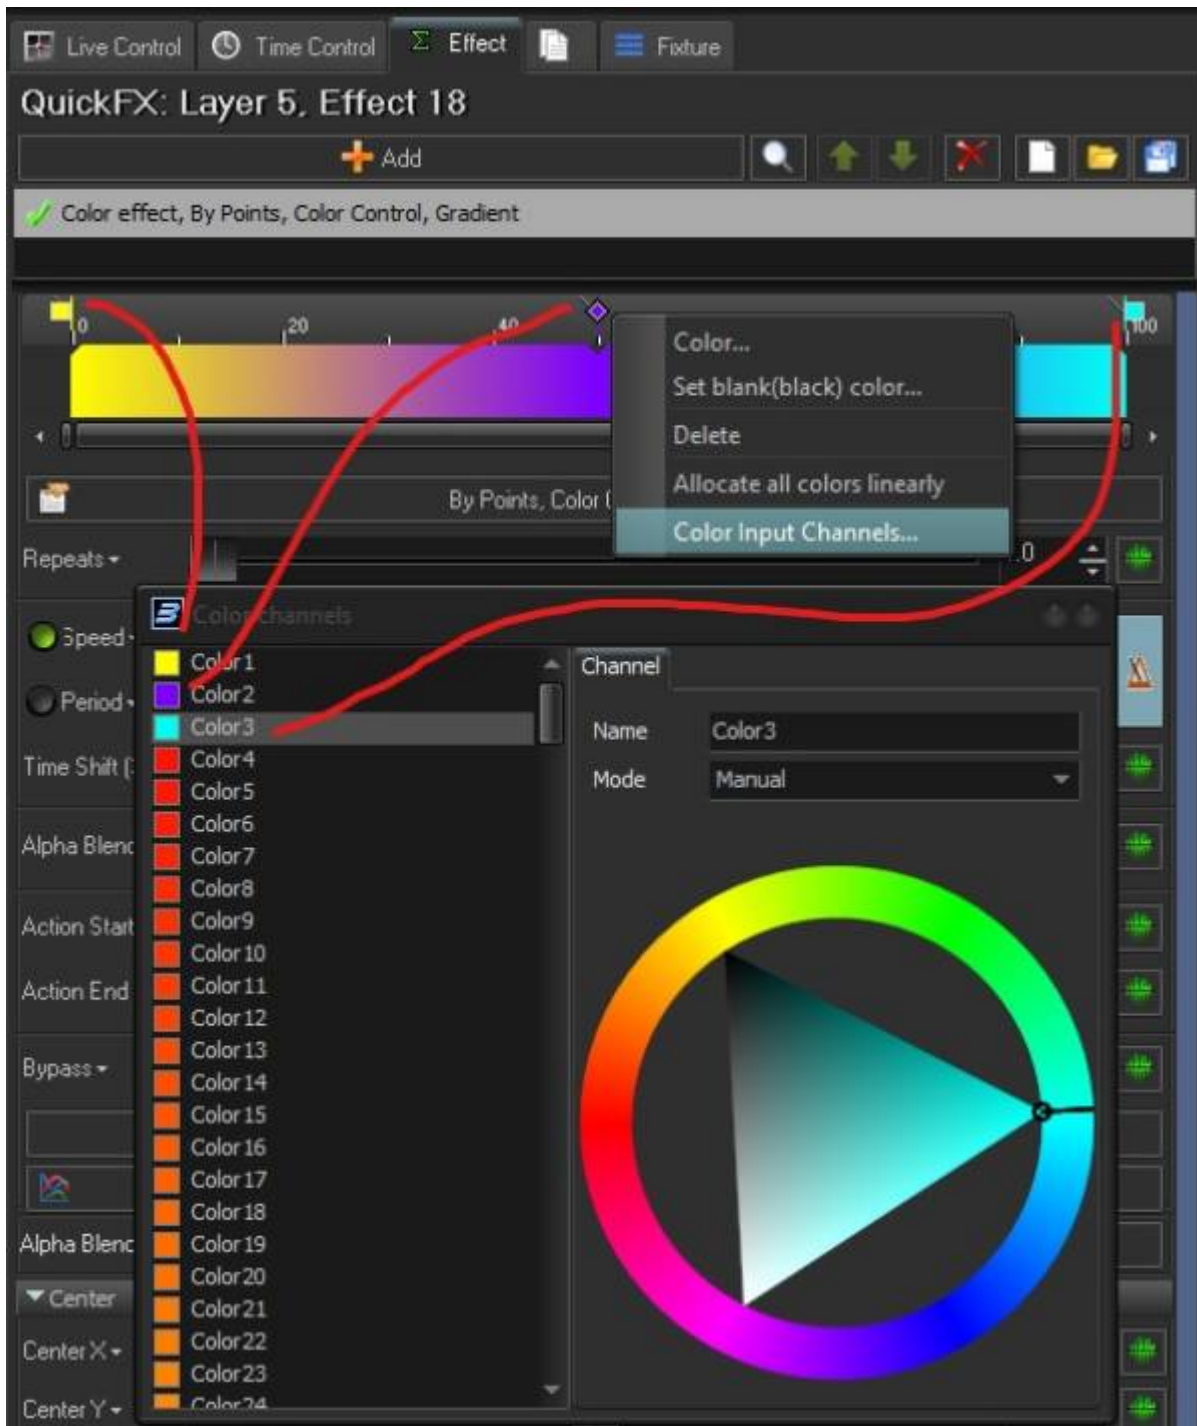 Live Control Time Control Σ Effect Fixture
QuickFX: Layer 5, Effect 18
Add
Color effect, By Points, Color Control, Gradient
0 20 40 100
Color...
Set blank(black) color...
Delete
Allocate all colors linearly
Color Input Channels...
By Points, Color
Repeats
Color channels
Speed
Period
Time Shift
Alpha Blend
Action Start
Action End
Bypass
Alpha Blend
Center
Center X
Center Y
Color1
Color2
Color3
Color4
Color5
Color6
Color7
Color8
Color9
Color10
Color11
Color12
Color13
Color14
Color15
Color16
Color17
Color18
Color19
Color20
Color21
Color22
Color23
Color24
Channel
Name Color3
Mode Manual